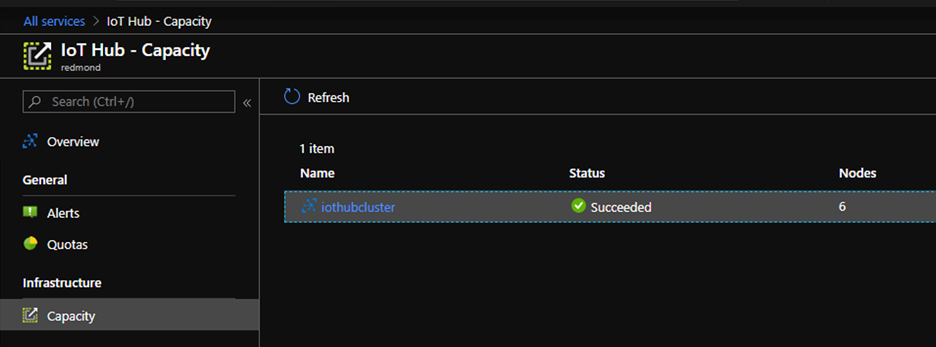 All services > IoT Hub - Capacity
IoT Hub - Capacity
redmond
Search (Ctrl+/)
«
Refresh
Overview
1 item
Name Status Nodes
General
iothubcluster Succeeded 6
Alerts
Quotas
Infrastructure
Capacity